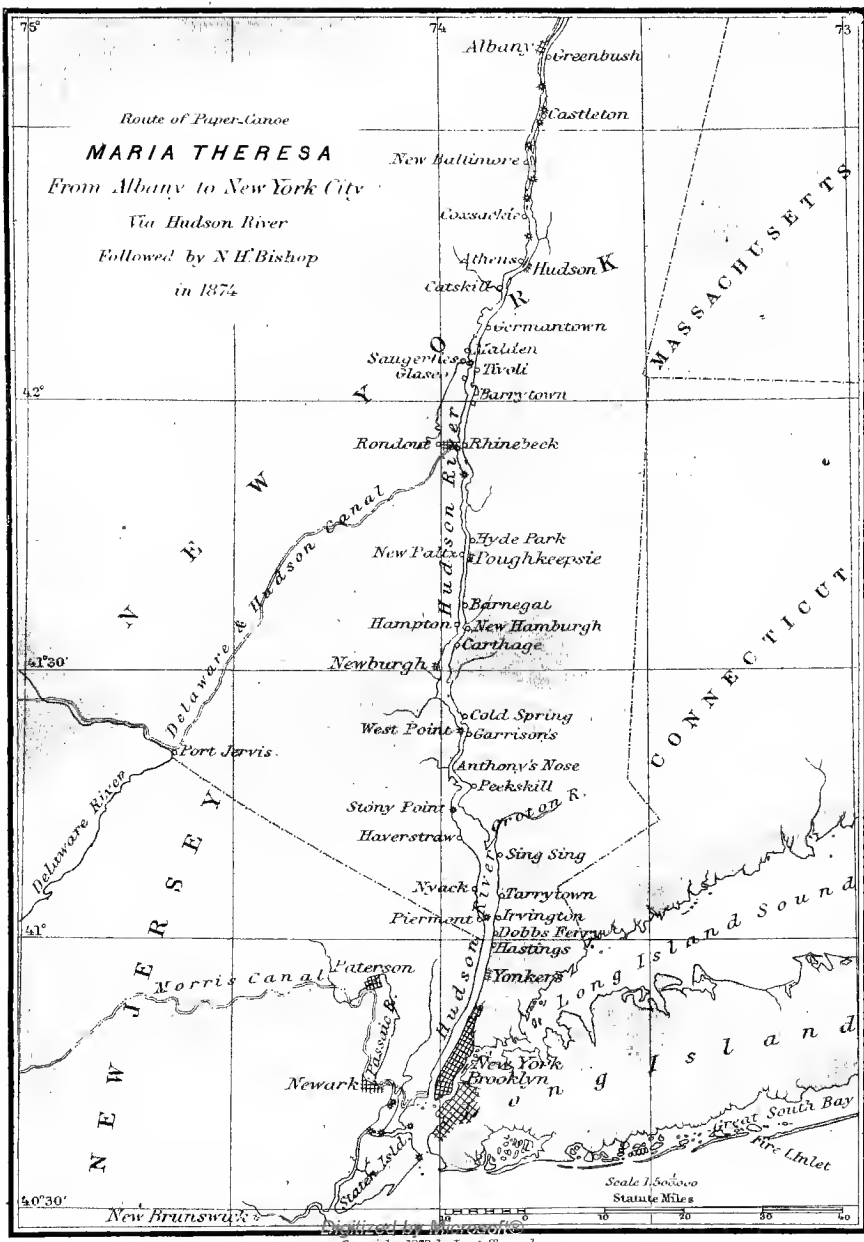 75°
74
73
Albany
Greenbush
Castleton
Route of Paper-Canoe
MARIA THERESA
From Albany to New York City
Via Hudson River
Followed by N H. Bishop
in 1874
New Baltimore
Coxsackie
MASSACHUSETTS
Athens
Hudson
Catskill
NEW YORK
Germantown
Malden
Saugerties
Glasco
Tivoli
42°
Barrytown
Rondout
Rhinebeck
Hudson River
Delaware & Hudson Canal
Hyde Park
New Paltz
Poughkeepsie
Barnegat
Hampton
New Hamburgh
Carthage
41°30'
Newburgh
CONNECTICUT
Cold Spring
West Point
Garrison's
Port Jervis
Anthony's Nose
Peekskill
Delaware River
Stony Point
Croton R.
Haverstraw
Sing Sing
Nyack
Tarrytown
Piermont
Irvington
Hudson River
41°
Dobbs Ferry
Hastings
Long Island Sound
Paterson
Morris Canal
Yonkers
Passaic R.
NEW JERSEY
New York
Newark
Brooklyn
Long Island
Great South Bay
Fire I. Inlet
Staten Isld.
Scale 1:500000
Statute Miles
40°30'
10
0
10
20
30
40
New Brunswick
Digitized by Microsoft®